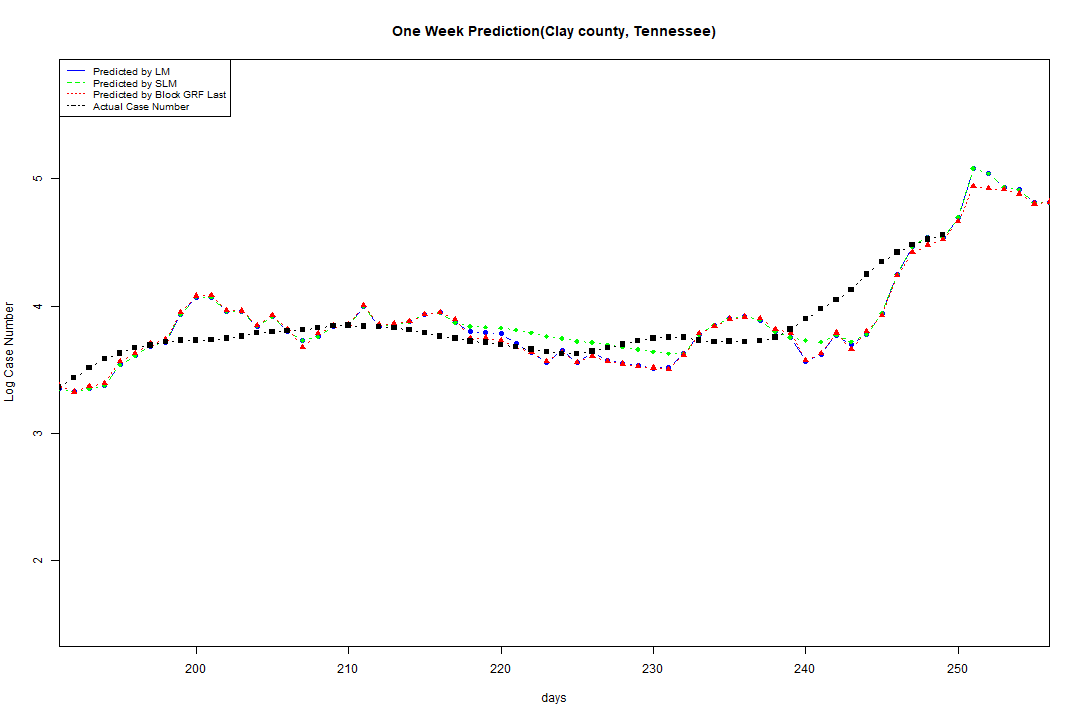 One Week Prediction(Clay county, Tennessee)
Predicted by LM
Predicted by SLM
Predicted by Block GRF Last
Actual Case Number
5
4
3
2
Log Case Number
200 210 220 230 240 250
days